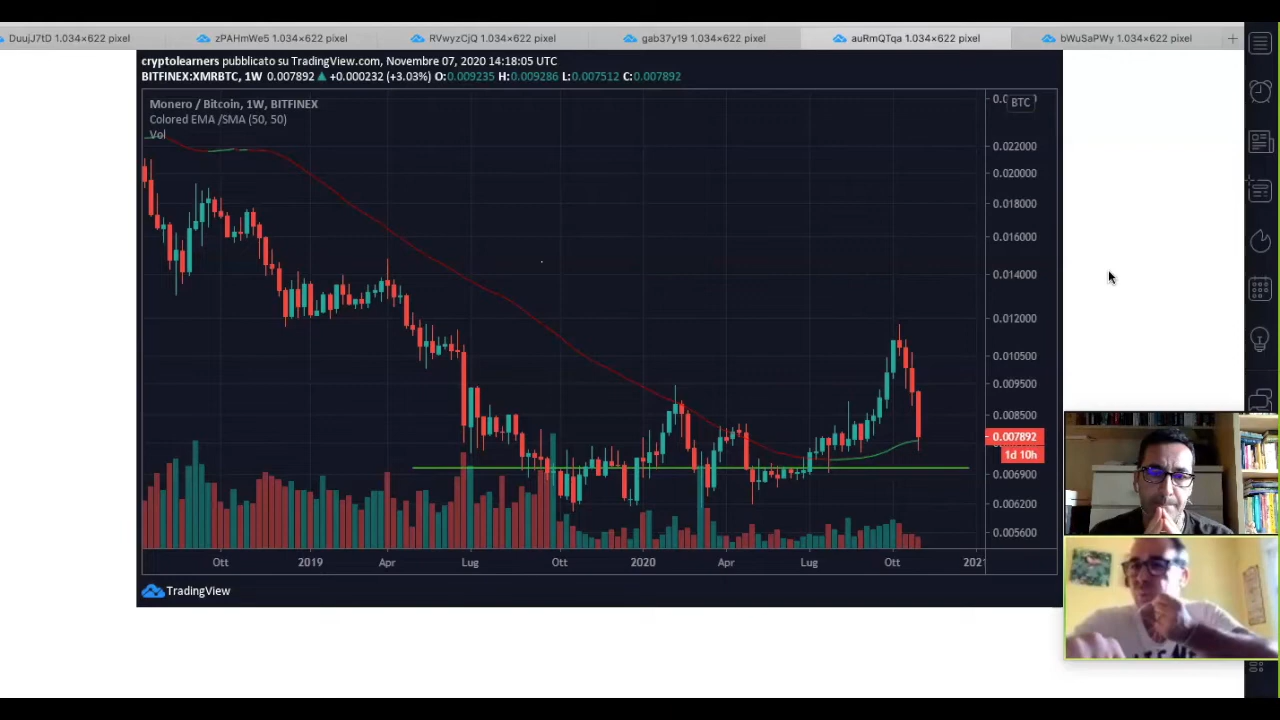 DuujJ7tD 1.034×622 pixel
zPAHmWe5 1.034×622 pixel
RVwyzCjQ 1.034×622 pixel
gab37y19 1.034×622 pixel
auRmQTqa 1.034×622 pixel
bWuSaPWy 1.034×622 pixel
cryptolearners pubblicato su TradingView.com, Novembre 07, 2020 14:18:05 UTC
BITFINEX:XMRBTC, 1W 0.007892 ▲ +0.000232 (+3.03%) O:0.009235 H:0.009286 L:0.007512 C:0.007892
Monero / Bitcoin, 1W, BITFINEX
Colored EMA /SMA (50, 50)
Vol
BTC
0.022000
0.020000
0.018000
0.016000
0.014000
0.012000
0.010500
0.009500
0.008500
0.007892
1d 10h
0.006900
0.006200
0.005600
Ott 2019 Apr Lug Ott 2020 Apr Lug Ott 2021
TradingView